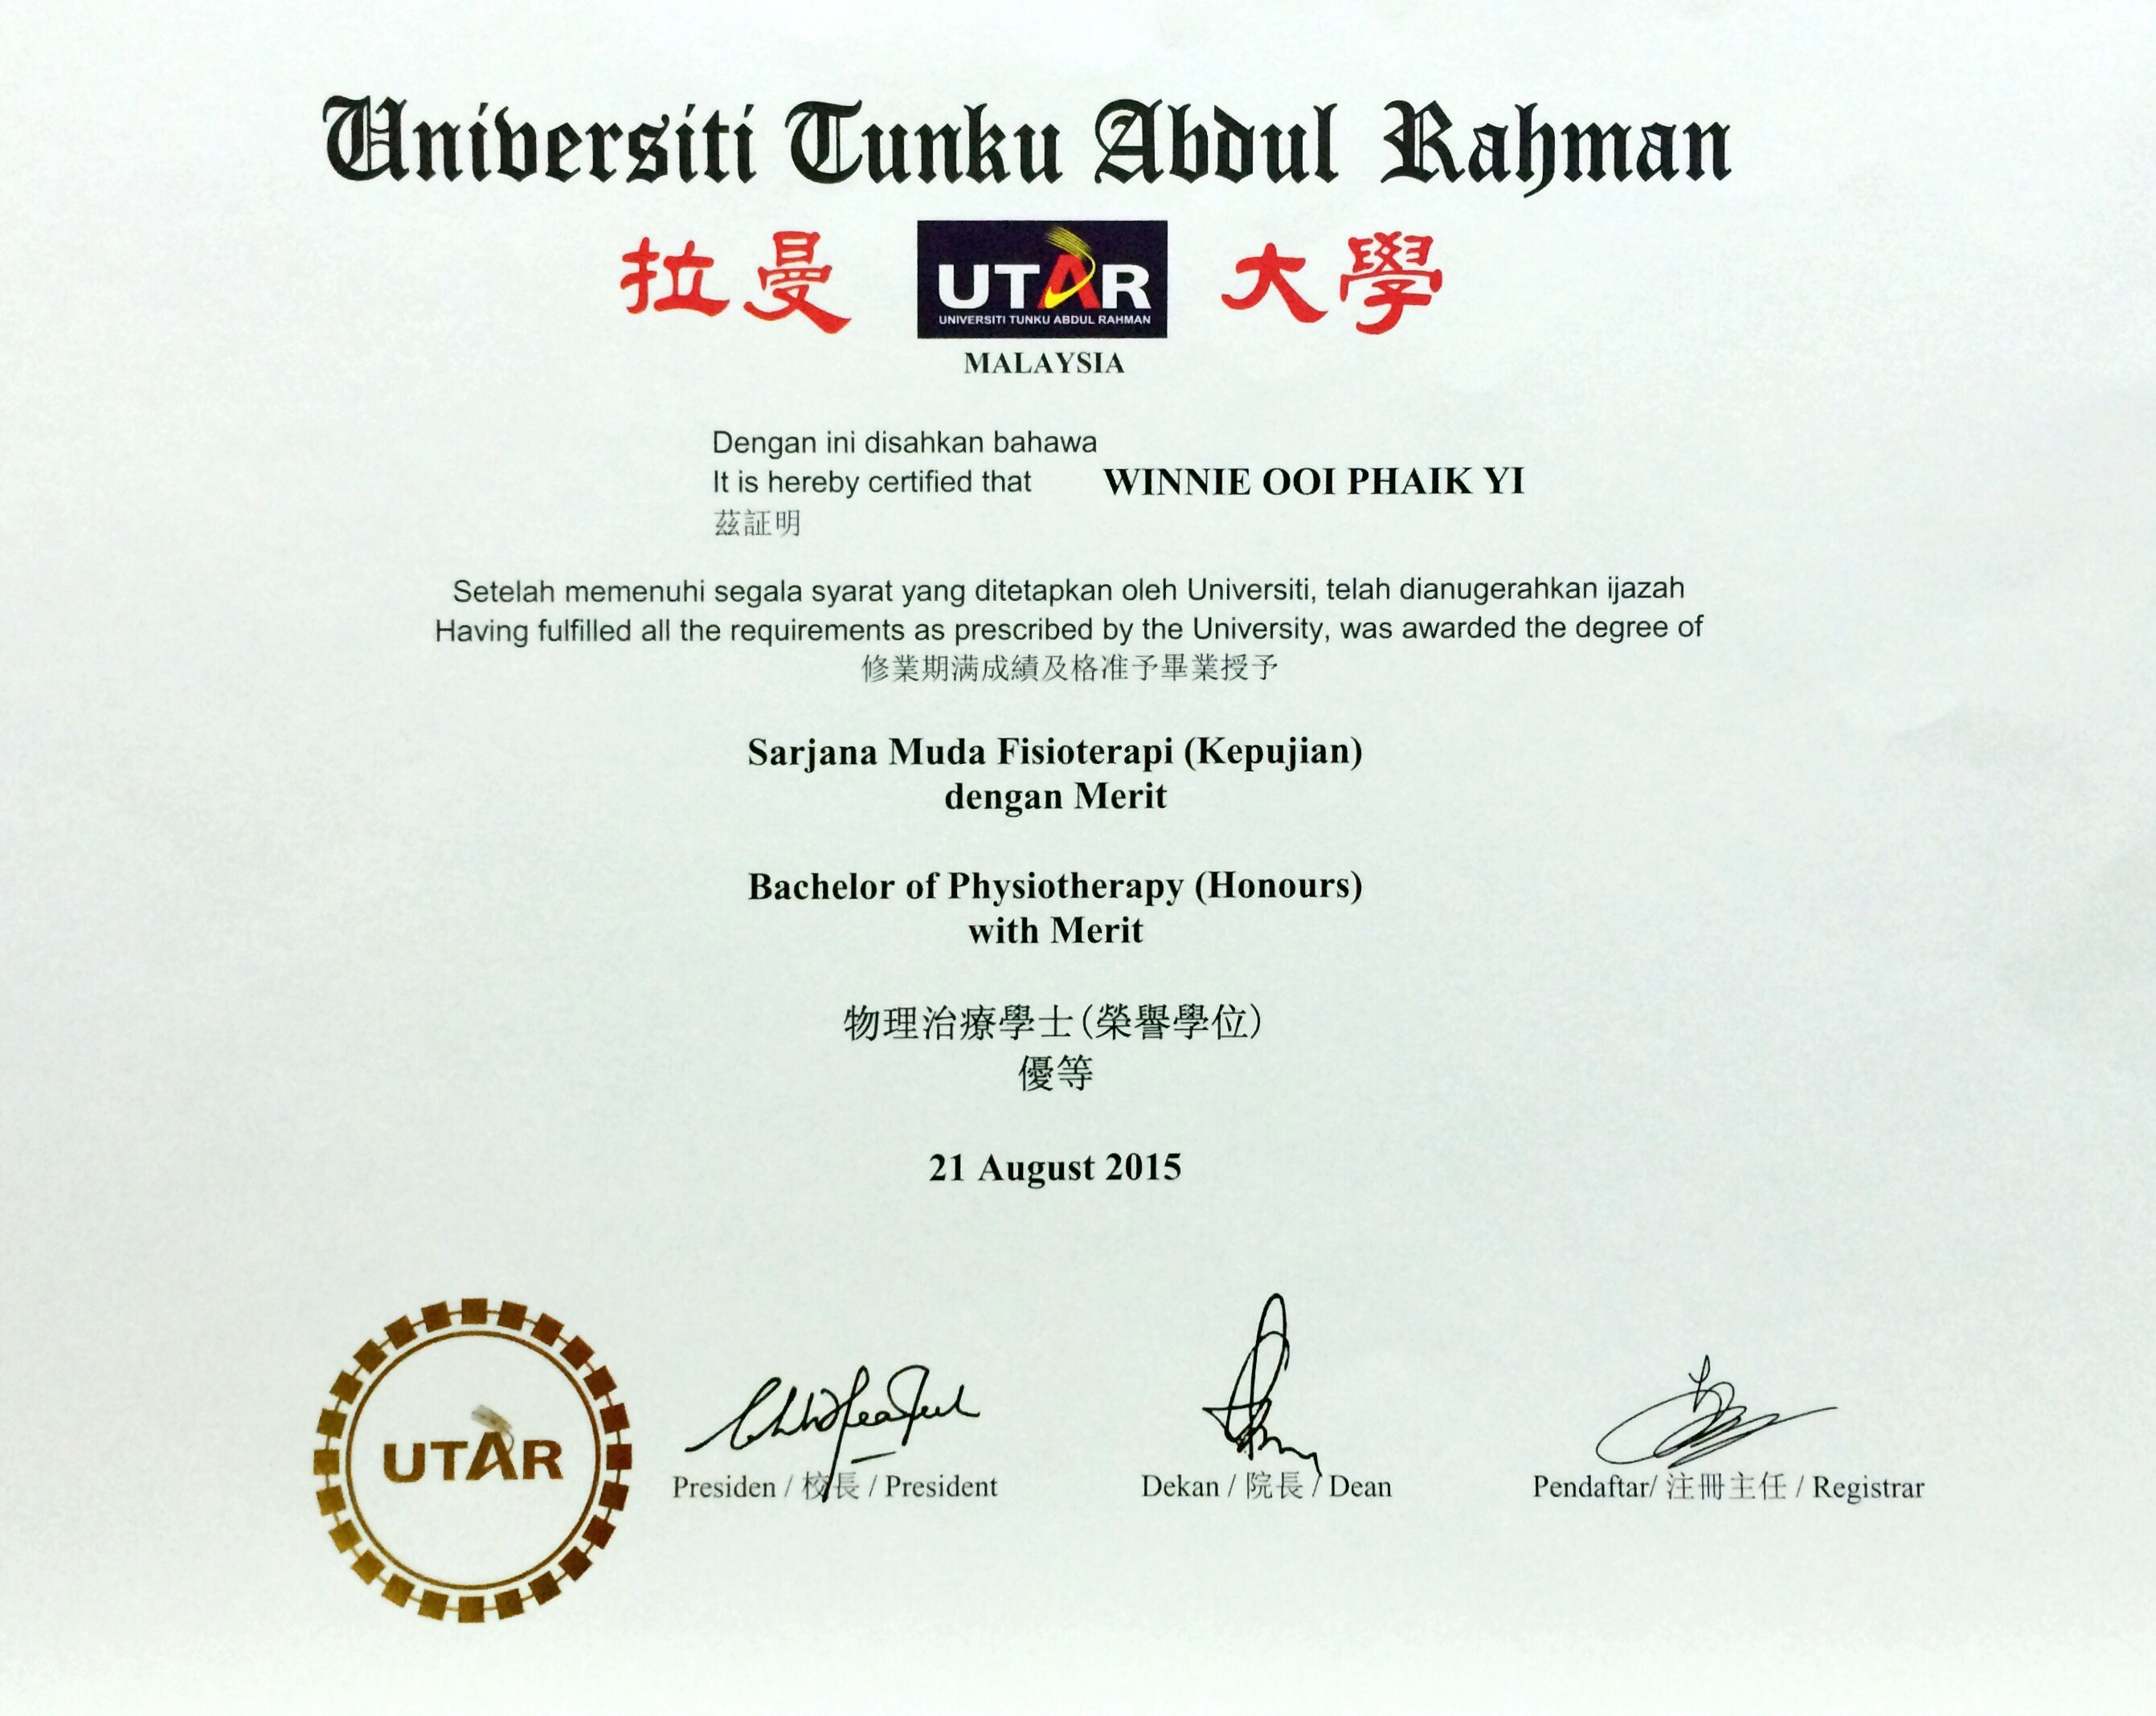 Universiti Tunku Abdul Rahman
拉曼 UTAR 大學
UNIVERSITI TUNKU ABDUL RAHMAN
MALAYSIA
Dengan ini disahkan bahawa
It is hereby certified that WINNIE OOI PHAIK YI
茲証明
Setelah memenuhi segala syarat yang ditetapkan oleh Universiti, telah dianugerahkan ijazah
Having fulfilled all the requirements as prescribed by the University, was awarded the degree of
修業期满成績及格准予畢業授予
Sarjana Muda Fisioterapi (Kepujian)
dengan Merit
Bachelor of Physiotherapy (Honours)
with Merit
物理治療學士(榮譽學位)
優等
21 August 2015
UTAR
Presiden / 校長 / President
Dekan / 院長 / Dean
Pendaftar/ 注冊主任 / Registrar